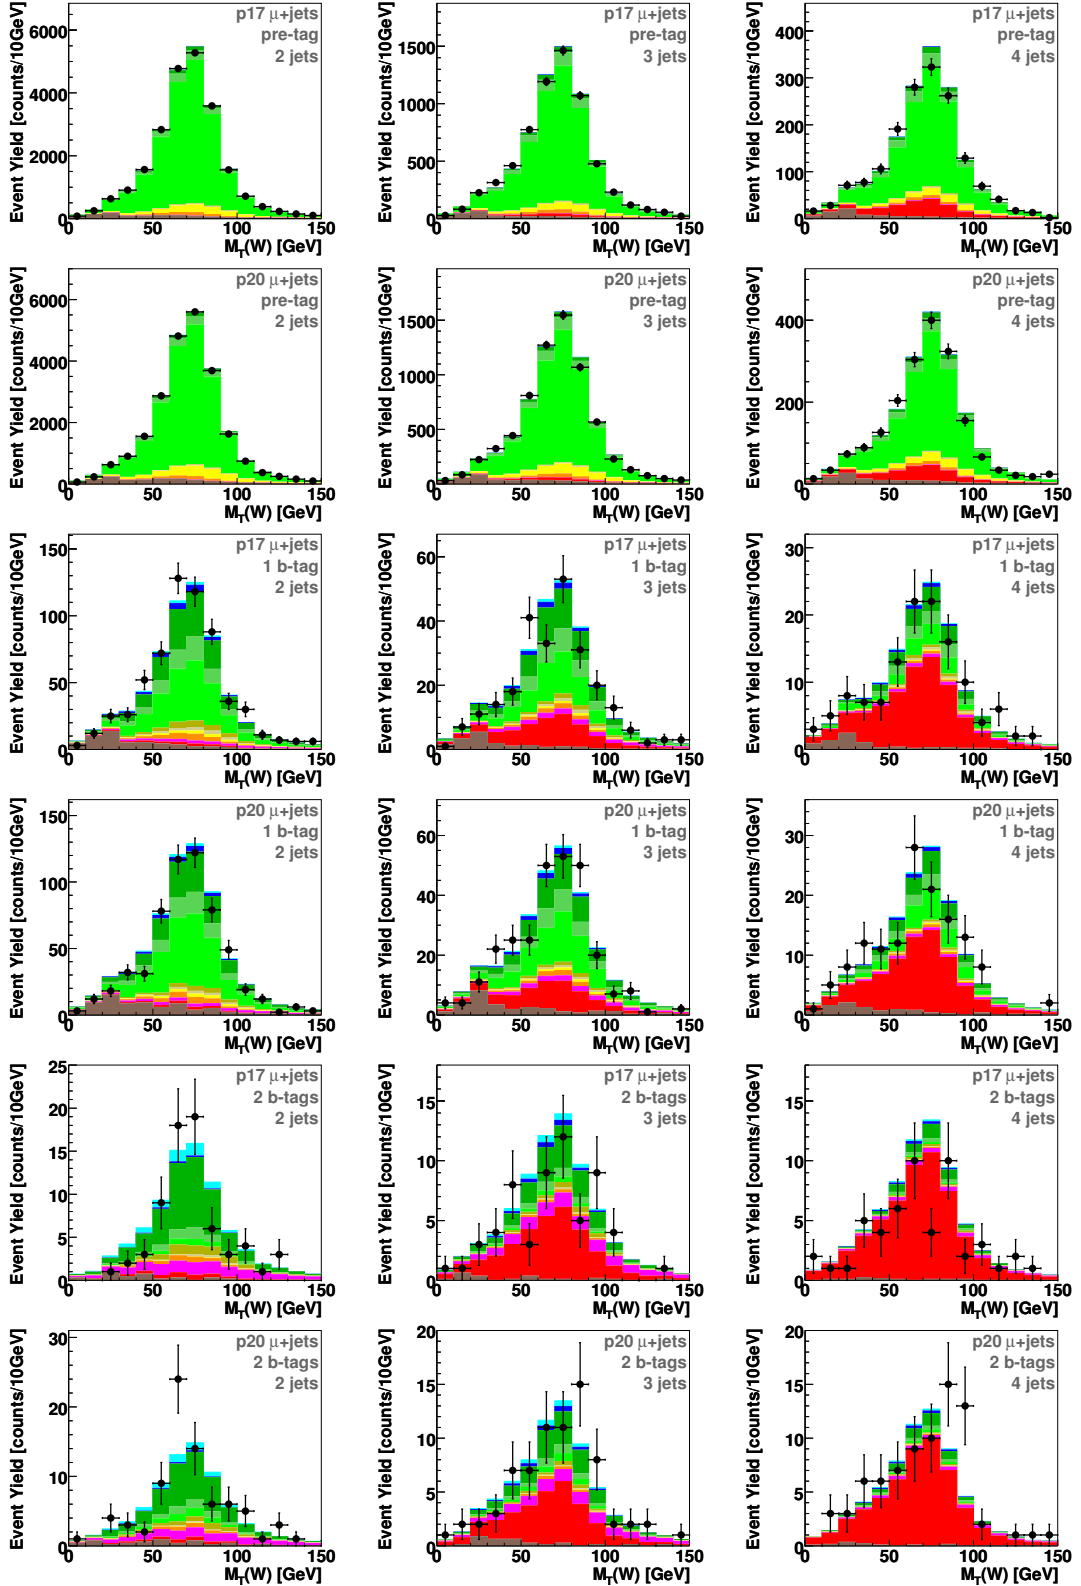 p17 μ+jets
pre-tag
2 jets
Event Yield [counts/10GeV]
6000
4000
2000
0
0 50 100 150
M_T(W) [GeV]
p17 μ+jets
pre-tag
3 jets
Event Yield [counts/10GeV]
1500
1000
500
0
0 50 100 150
M_T(W) [GeV]
p17 μ+jets
pre-tag
4 jets
Event Yield [counts/10GeV]
400
300
200
100
0
0 50 100 150
M_T(W) [GeV]
p20 μ+jets
pre-tag
2 jets
Event Yield [counts/10GeV]
6000
4000
2000
0
0 50 100 150
M_T(W) [GeV]
p20 μ+jets
pre-tag
3 jets
Event Yield [counts/10GeV]
1500
1000
500
0
0 50 100 150
M_T(W) [GeV]
p20 μ+jets
pre-tag
4 jets
Event Yield [counts/10GeV]
400
200
0
0 50 100 150
M_T(W) [GeV]
p17 μ+jets
1 b-tag
2 jets
Event Yield [counts/10GeV]
150
100
50
0
0 50 100 150
M_T(W) [GeV]
p17 μ+jets
1 b-tag
3 jets
Event Yield [counts/10GeV]
60
40
20
0
0 50 100 150
M_T(W) [GeV]
p17 μ+jets
1 b-tag
4 jets
Event Yield [counts/10GeV]
30
20
10
0
0 50 100 150
M_T(W) [GeV]
p20 μ+jets
1 b-tag
2 jets
Event Yield [counts/10GeV]
150
100
50
0
0 50 100 150
M_T(W) [GeV]
p20 μ+jets
1 b-tag
3 jets
Event Yield [counts/10GeV]
60
40
20
0
0 50 100 150
M_T(W) [GeV]
p20 μ+jets
1 b-tag
4 jets
Event Yield [counts/10GeV]
30
20
10
0
0 50 100 150
M_T(W) [GeV]
p17 μ+jets
2 b-tags
2 jets
Event Yield [counts/10GeV]
25
20
15
10
5
0
0 50 100 150
M_T(W) [GeV]
p17 μ+jets
2 b-tags
3 jets
Event Yield [counts/10GeV]
15
10
5
0
0 50 100 150
M_T(W) [GeV]
p17 μ+jets
2 b-tags
4 jets
Event Yield [counts/10GeV]
15
10
5
0
0 50 100 150
M_T(W) [GeV]
p20 μ+jets
2 b-tags
2 jets
Event Yield [counts/10GeV]
30
20
10
0
0 50 100 150
M_T(W) [GeV]
p20 μ+jets
2 b-tags
3 jets
Event Yield [counts/10GeV]
20
15
10
5
0
0 50 100 150
M_T(W) [GeV]
p20 μ+jets
2 b-tags
4 jets
Event Yield [counts/10GeV]
20
15
10
5
0
0 50 100 150
M_T(W) [GeV]